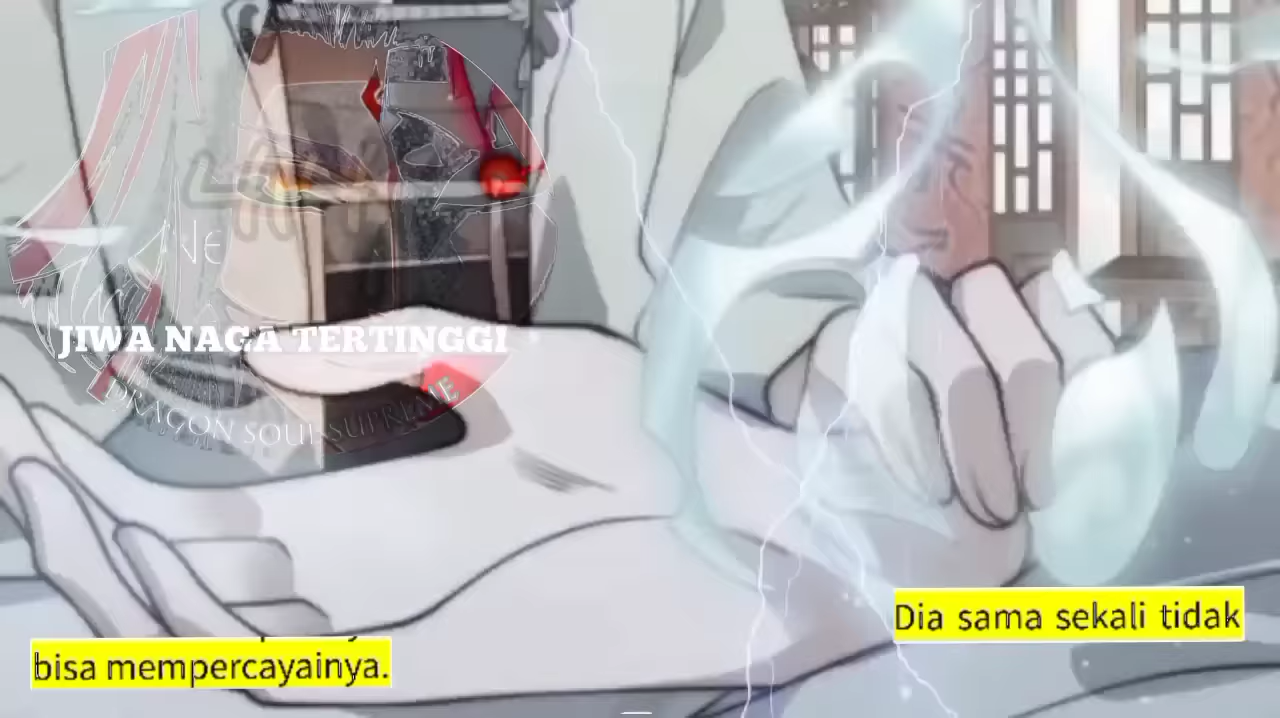 JIWA NAGA TERTINGGI
DRAGON SOUL SUPREME
Dia sama sekali tidak
bisa mempercayainya.